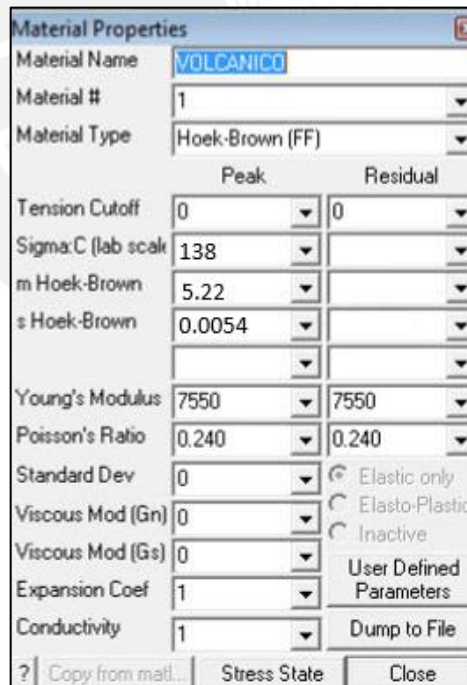 Material Properties
Material Name VOLCANICO
Material # 1
Material Type Hoek-Brown (FF)
Peak Residual
Tension Cutoff 0 0
Sigma:C (lab scale 138
m Hoek-Brown 5.22
s Hoek-Brown 0.0054
Young's Modulus 7550 7550
Poisson's Ratio 0.240 0.240
Standard Dev 0 Elastic only
Elasto-Plastic
Viscous Mod (Gn) 0 Inactive
Viscous Mod (Gs) 0 User Defined Parameters
Expansion Coef 1
Conductivity 1 Dump to File
? Copy from matl... Stress State Close